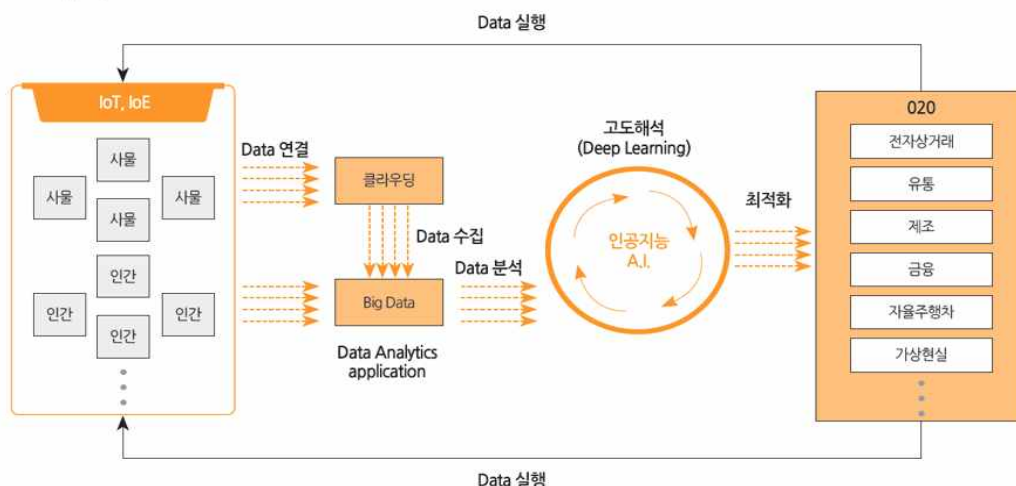 Data 실행
IoT, IoE
사물
사물
사물
사물
인간
인간
인간
인간
Data 연결
클라우딩
Data 수집
Big Data
Data Analytics
application
Data 분석
고도해석
(Deep Learning)
인공지능
A.I.
최적화
020
전자상거래
유통
제조
금융
자율주행차
가상현실
Data 실행